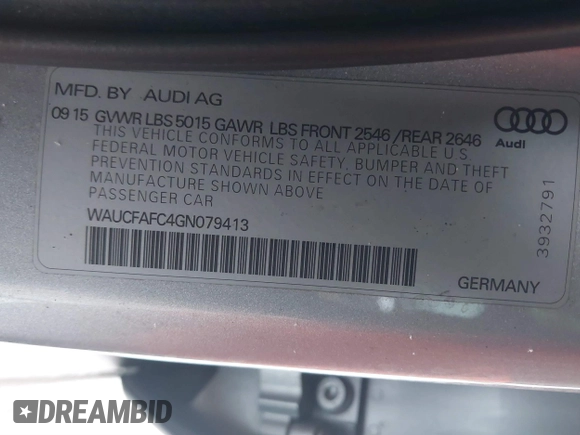 MFD. BY AUDI AG
09 15 GVWR LBS 5015 GAWR LBS FRONT 2546 /REAR 2646
THIS VEHICLE CONFORMS TO ALL APPLICABLE U.S.
FEDERAL MOTOR VEHICLE SAFETY, BUMPER AND THEFT
PREVENTION STANDARDS IN EFFECT ON THE DATE OF
MANUFACTURE SHOWN ABOVE
PASSENGER CAR
WAUCFAFC4GN079413
Audi
3932791
GERMANY
DREAMBID